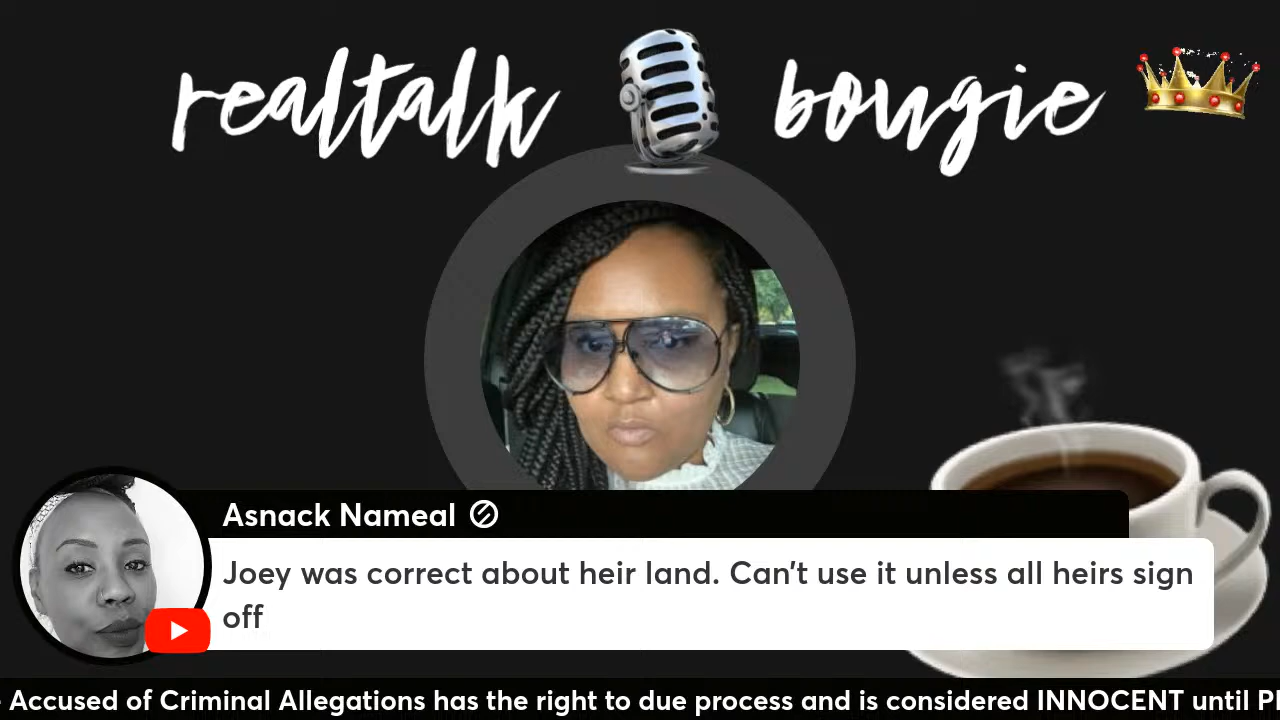 realtalk bougie
Asnack Nameal
Joey was correct about heir land. Can't use it unless all heirs sign
off
Accused of Criminal Allegations has the right to due process and is considered INNOCENT until